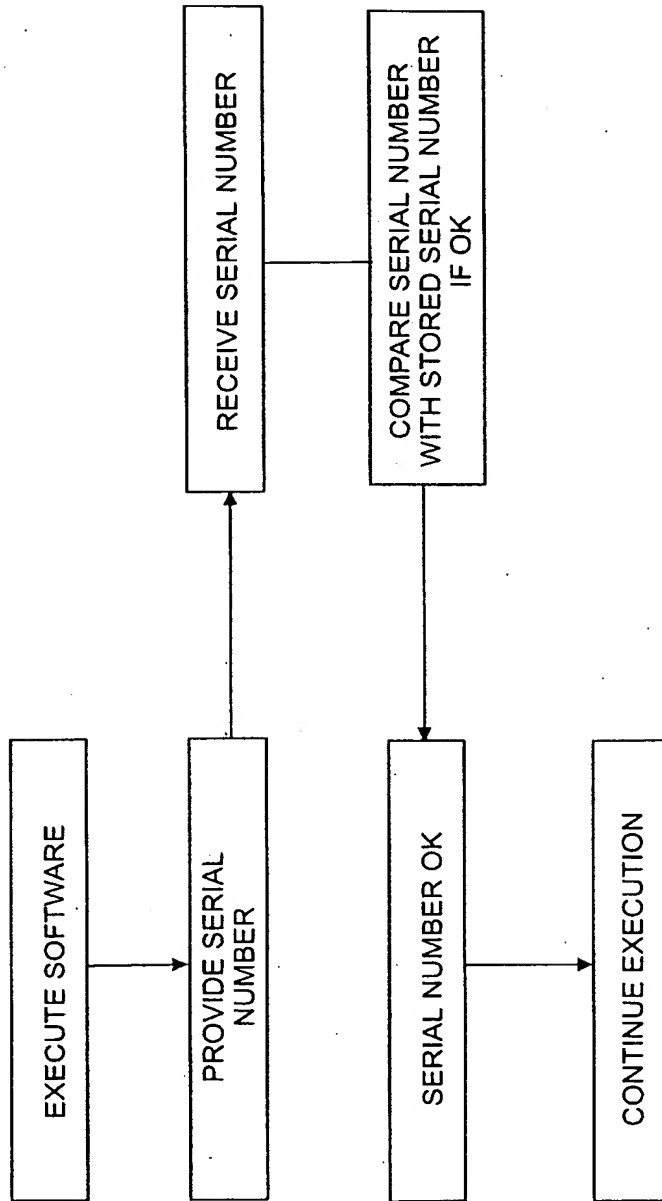 EXECUTE SOFTWARE
PROVIDE SERIAL
NUMBER
RECEIVE SERIAL NUMBER
COMPARE SERIAL NUMBER
WITH STORED SERIAL NUMBER
IF OK
SERIAL NUMBER OK
CONTINUE EXECUTION